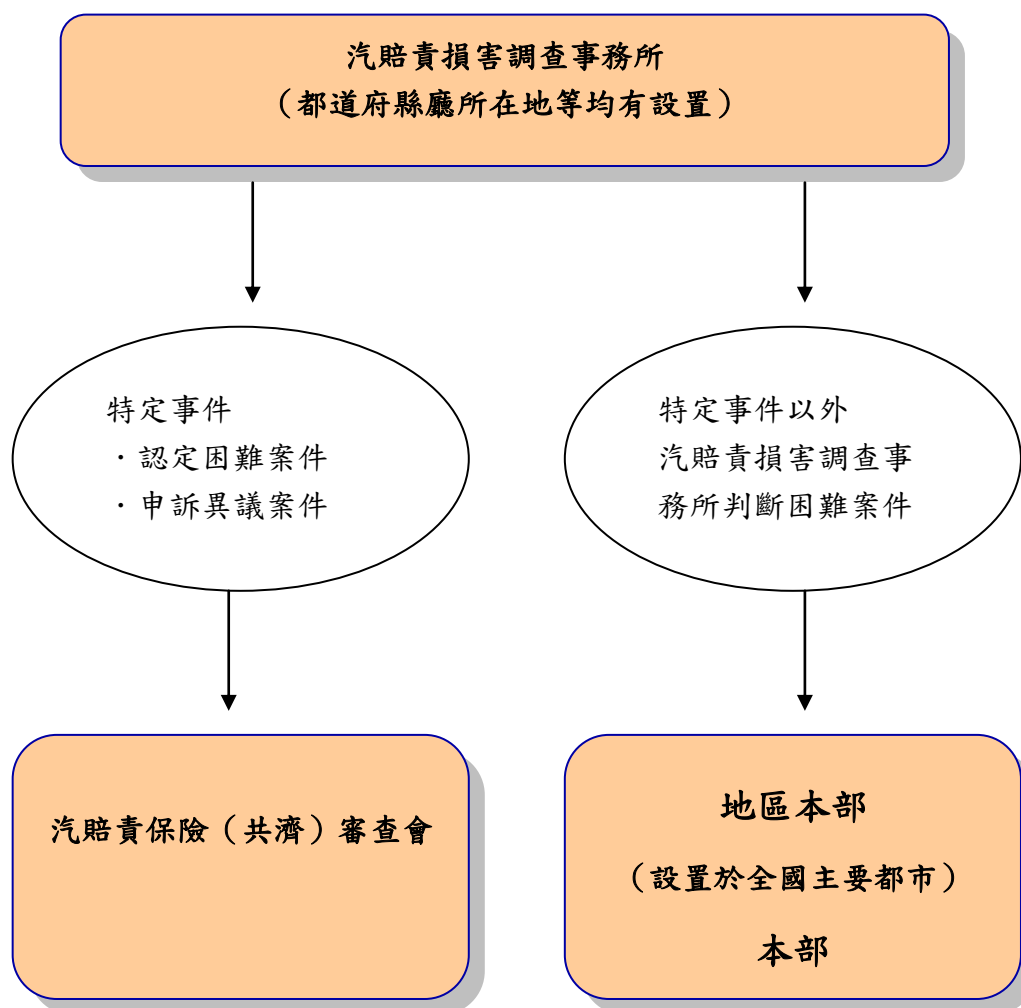 汽賠責損害調查事務所
（都道府縣廳所在地等均有設置）
特定事件
．認定困難案件
．申訴異議案件
特定事件以外
汽賠責損害調查事
務所判斷困難案件
汽賠責保險（共濟）審查會
地區本部
（設置於全國主要都市）
本部